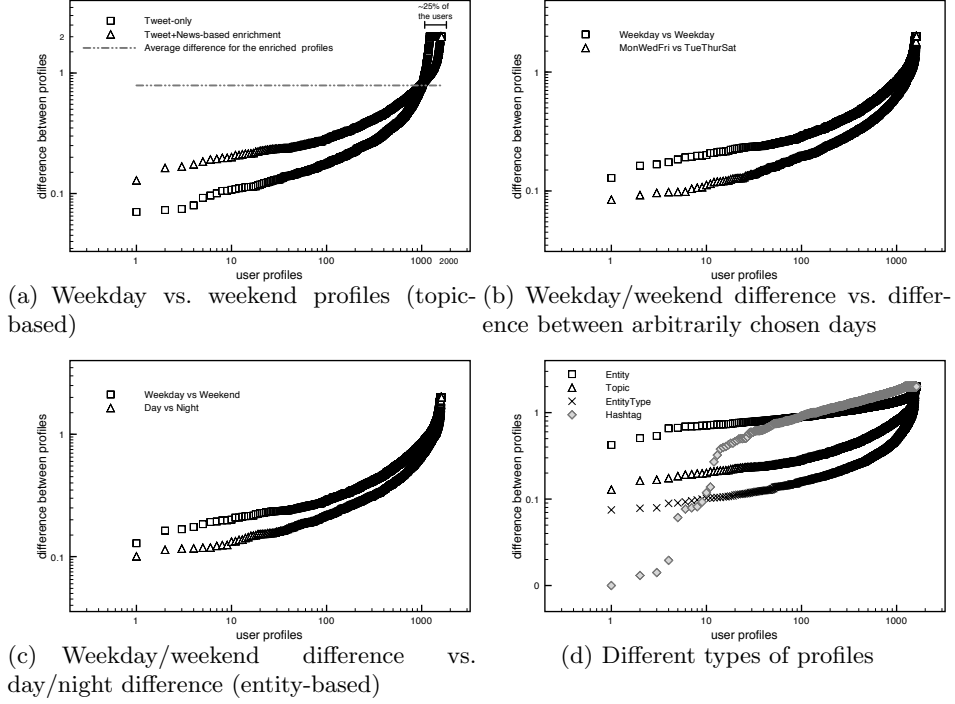 ~25% of
the users
Tweet-only
Tweet+News-based enrichment
Average difference for the enriched profiles
2
1
0.1
difference between profiles
1
10
100
1000
2000
user profiles
(a) Weekday vs. weekend profiles (topic-
based)
Weekday vs Weekday
MonWedFri vs TueThurSat
1
0.1
difference between profiles
1
10
100
1000
user profiles
(b) Weekday/weekend difference vs. differ-
ence between arbitrarily chosen days
Weekday vs Weekend
Day vs Night
1
0.1
difference between profiles
1
10
100
1000
user profiles
(c) Weekday/weekend difference vs.
day/night difference (entity-based)
Entity
Topic
EntityType
Hashtag
1
0.1
0
difference between profiles
1
10
100
1000
user profiles
(d) Different types of profiles